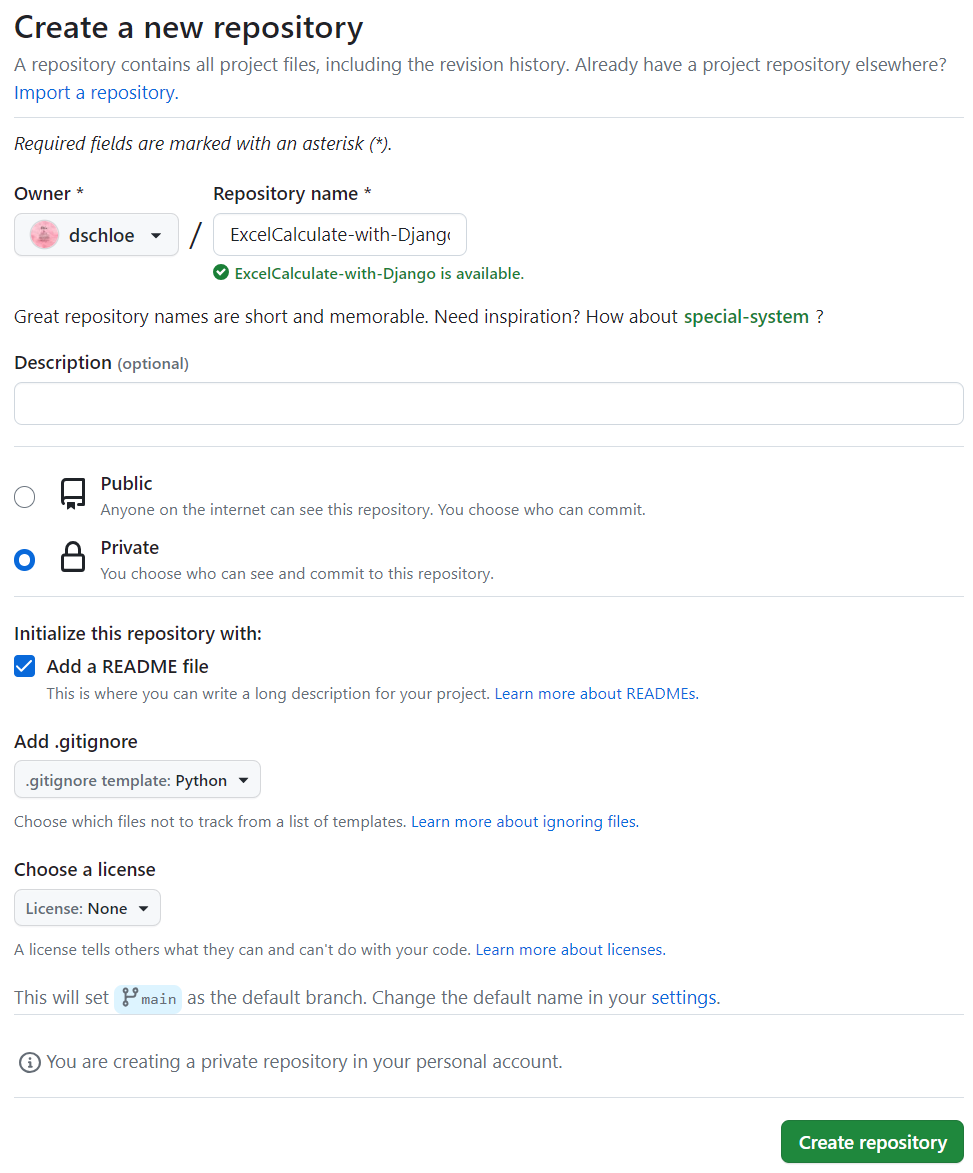 Create a new repository
A repository contains all project files, including the revision history. Already have a project repository elsewhere?
Import a repository.
Required fields are marked with an asterisk (*).
Owner * Repository name *
dschloe / ExcelCalculate-with-Djang
ExcelCalculate-with-Django is available.
Great repository names are short and memorable. Need inspiration? How about special-system ?
Description (optional)
Public
Anyone on the internet can see this repository. You choose who can commit.
Private
You choose who can see and commit to this repository.
Initialize this repository with:
Add a README file
This is where you can write a long description for your project. Learn more about READMEs.
Add .gitignore
.gitignore template: Python
Choose which files not to track from a list of templates. Learn more about ignoring files.
Choose a license
License: None
A license tells others what they can and can't do with your code. Learn more about licenses.
This will set main as the default branch. Change the default name in your settings.
You are creating a private repository in your personal account.
Create repository